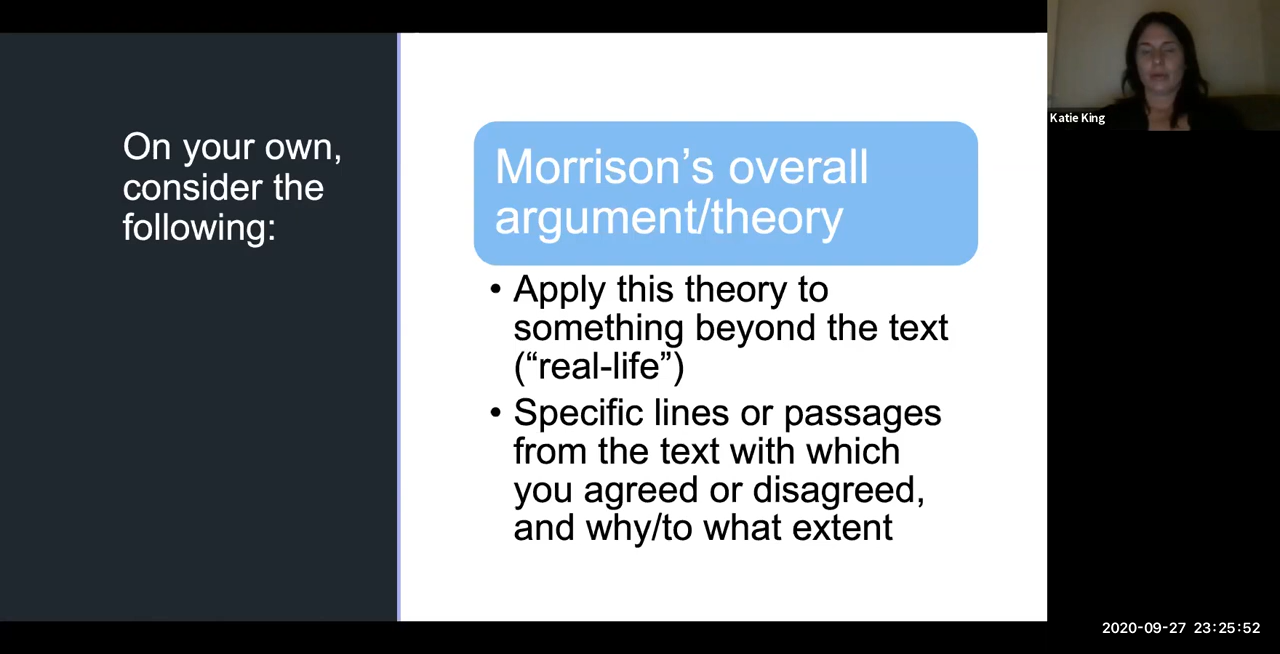 On your own,
consider the
following:
Morrison’s overall
argument/theory
• Apply this theory to
something beyond the text
(“real-life”)
• Specific lines or passages
from the text with which
you agreed or disagreed,
and why/to what extent
Katie King
2020-09-27 23:25:52